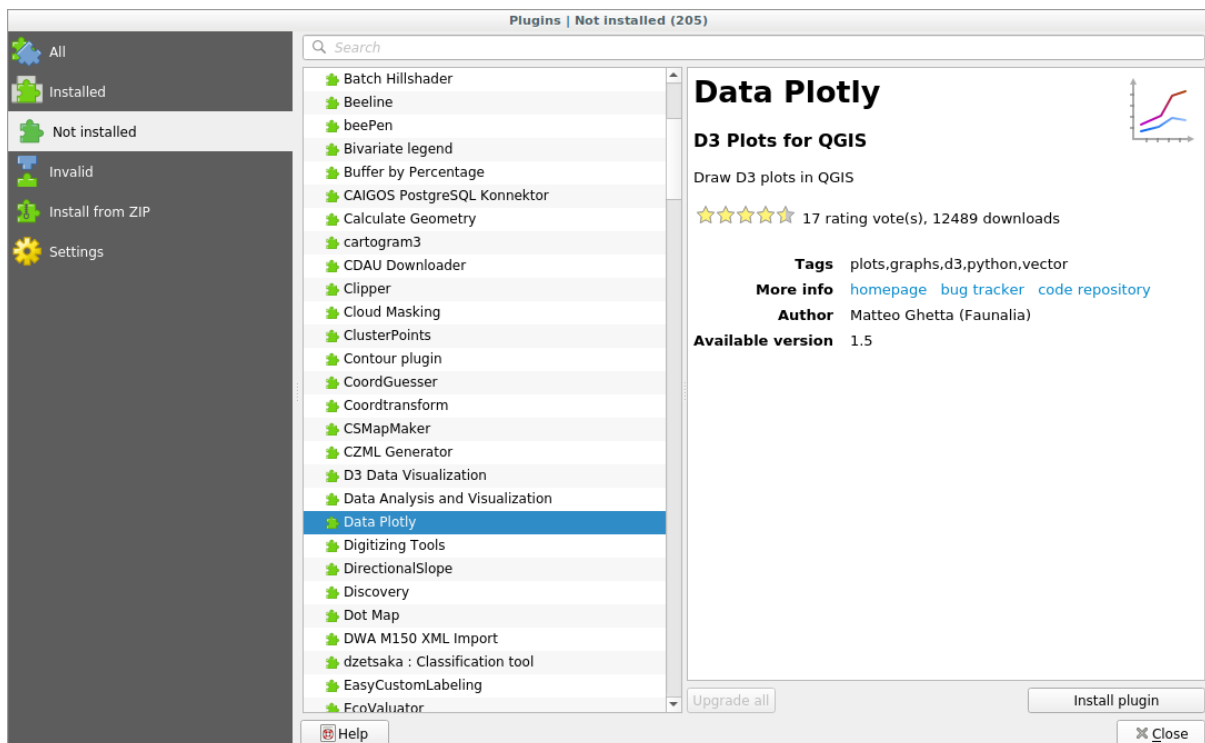 Plugins | Not installed (205)
All
Installed
Not installed
Invalid
Install from ZIP
Settings
Search
Batch Hillshader
Beeline
beePen
Bivariate legend
Buffer by Percentage
CAIGOS PostgreSQL Konnektor
Calculate Geometry
cartogram3
CDAU Downloader
Clipper
Cloud Masking
ClusterPoints
Contour plugin
CoordGuesser
Coordtransform
CSMapMaker
CZML Generator
D3 Data Visualization
Data Analysis and Visualization
Data Plotly
Digitizing Tools
DirectionalSlope
Discovery
Dot Map
DWA M150 XML Import
dzetsaka : Classification tool
EasyCustomLabeling
EcoValuator
Data Plotly
D3 Plots for QGIS
Draw D3 plots in QGIS
17 rating vote(s), 12489 downloads
Tags plots,graphs,d3,python,vector
More info homepage bug tracker code repository
Author Matteo Ghetta (Faunalia)
Available version 1.5
Upgrade all
Install plugin
Help
Close